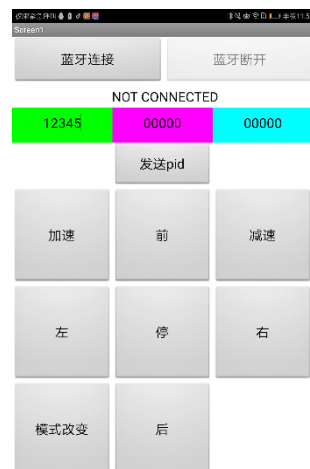 Screen1
蓝牙连接 蓝牙断开
NOT CONNECTED
12345 00000 00000
发送pid
加速 前 减速
左 停 右
模式改变 后